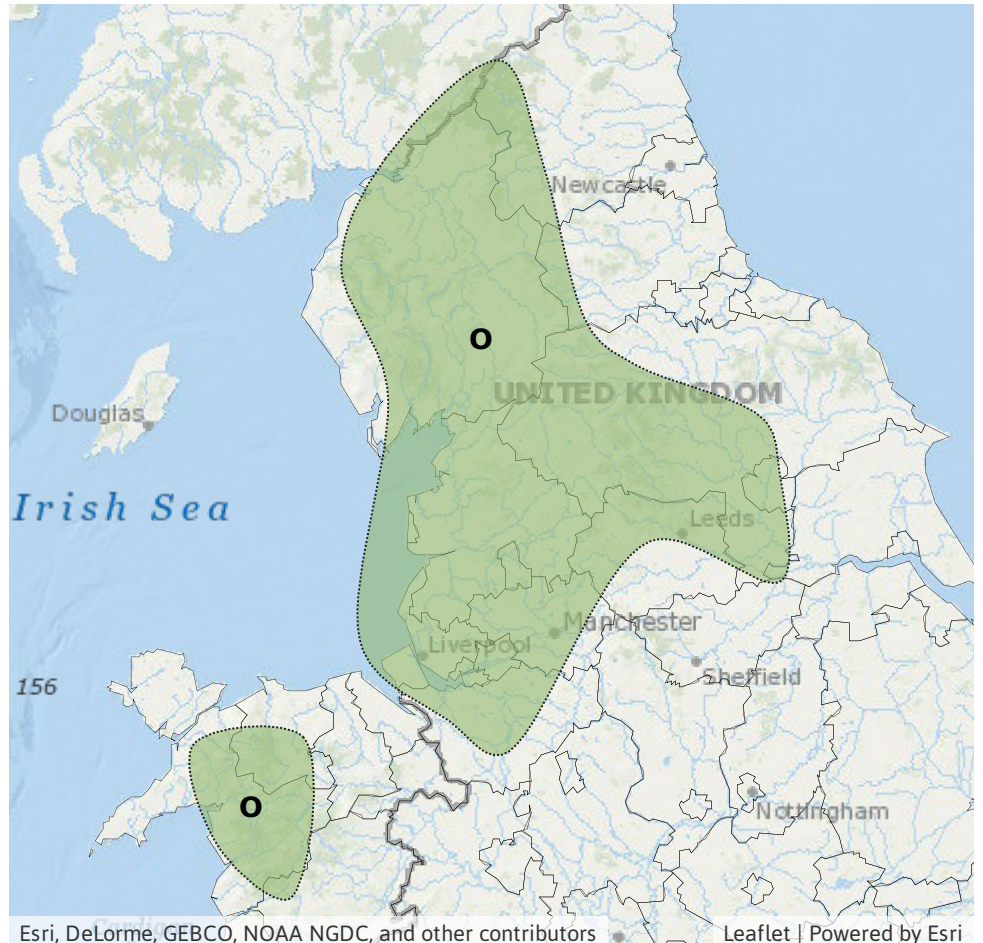 Newcastle
O
UNITED KINGDOM
Douglas
Irish Sea
Leeds
Manchester
Liverpool
Sheffield
156
O
Nottingham
Cardigan
Esri, DeLorme, GEBCO, NOAA NGDC, and other contributors
Leaflet | Powered by Esri